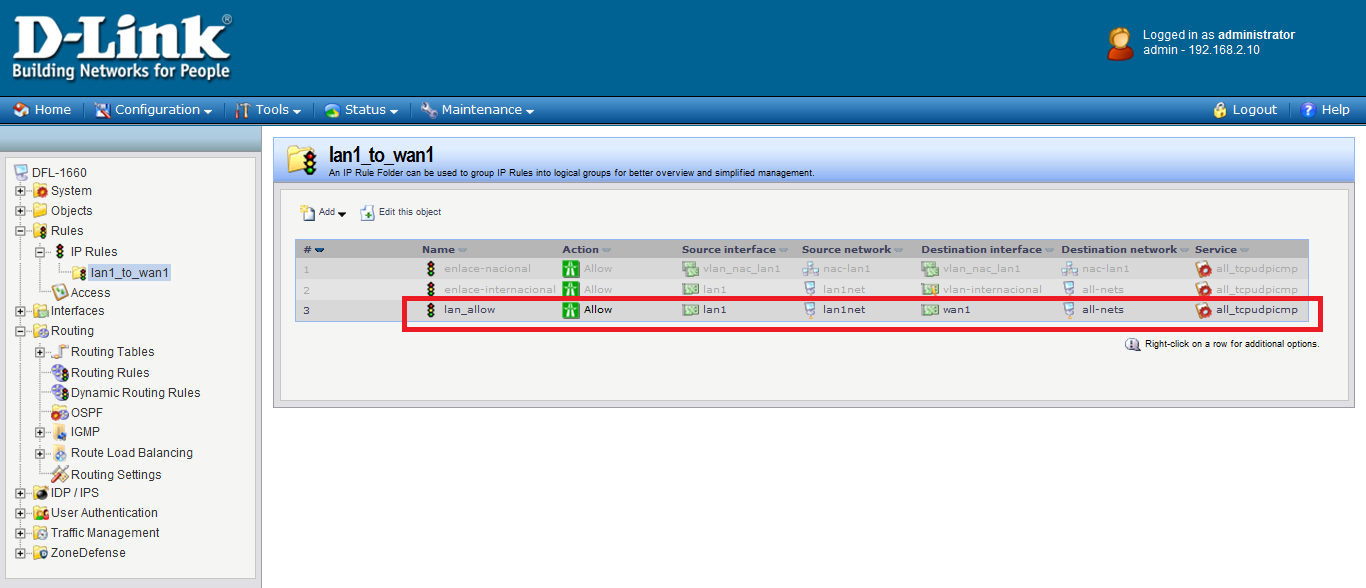 D-Link®
Building Networks for People
Logged in as administrator
admin - 192.168.2.10
Home Configuration Tools Status Maintenance Logout Help
DFL-1660
System
Objects
Rules
IP Rules
lan1_to_wan1
Access
Interfaces
Routing
Routing Tables
Routing Rules
Dynamic Routing Rules
OSPF
IGMP
Route Load Balancing
Routing Settings
IDP / IPS
User Authentication
Traffic Management
ZoneDefense
lan1_to_wan1
An IP Rule Folder can be used to group IP Rules into logical groups for better overview and simplified management.
Add Edit this object
# Name Action Source interface Source network Destination interface Destination network Service
1 enlace-nacional Allow vlan_nac_lan1 nac-lan1 vlan_nac_lan1 nac-lan1 all_tcpudpicmp
2 enlace-internacional Allow lan1 lan1net vlan-internacional all-nets all_tcpudpicmp
3 lan_allow Allow lan1 lan1net wan1 all-nets all_tcpudpicmp
Right-click on a row for additional options.